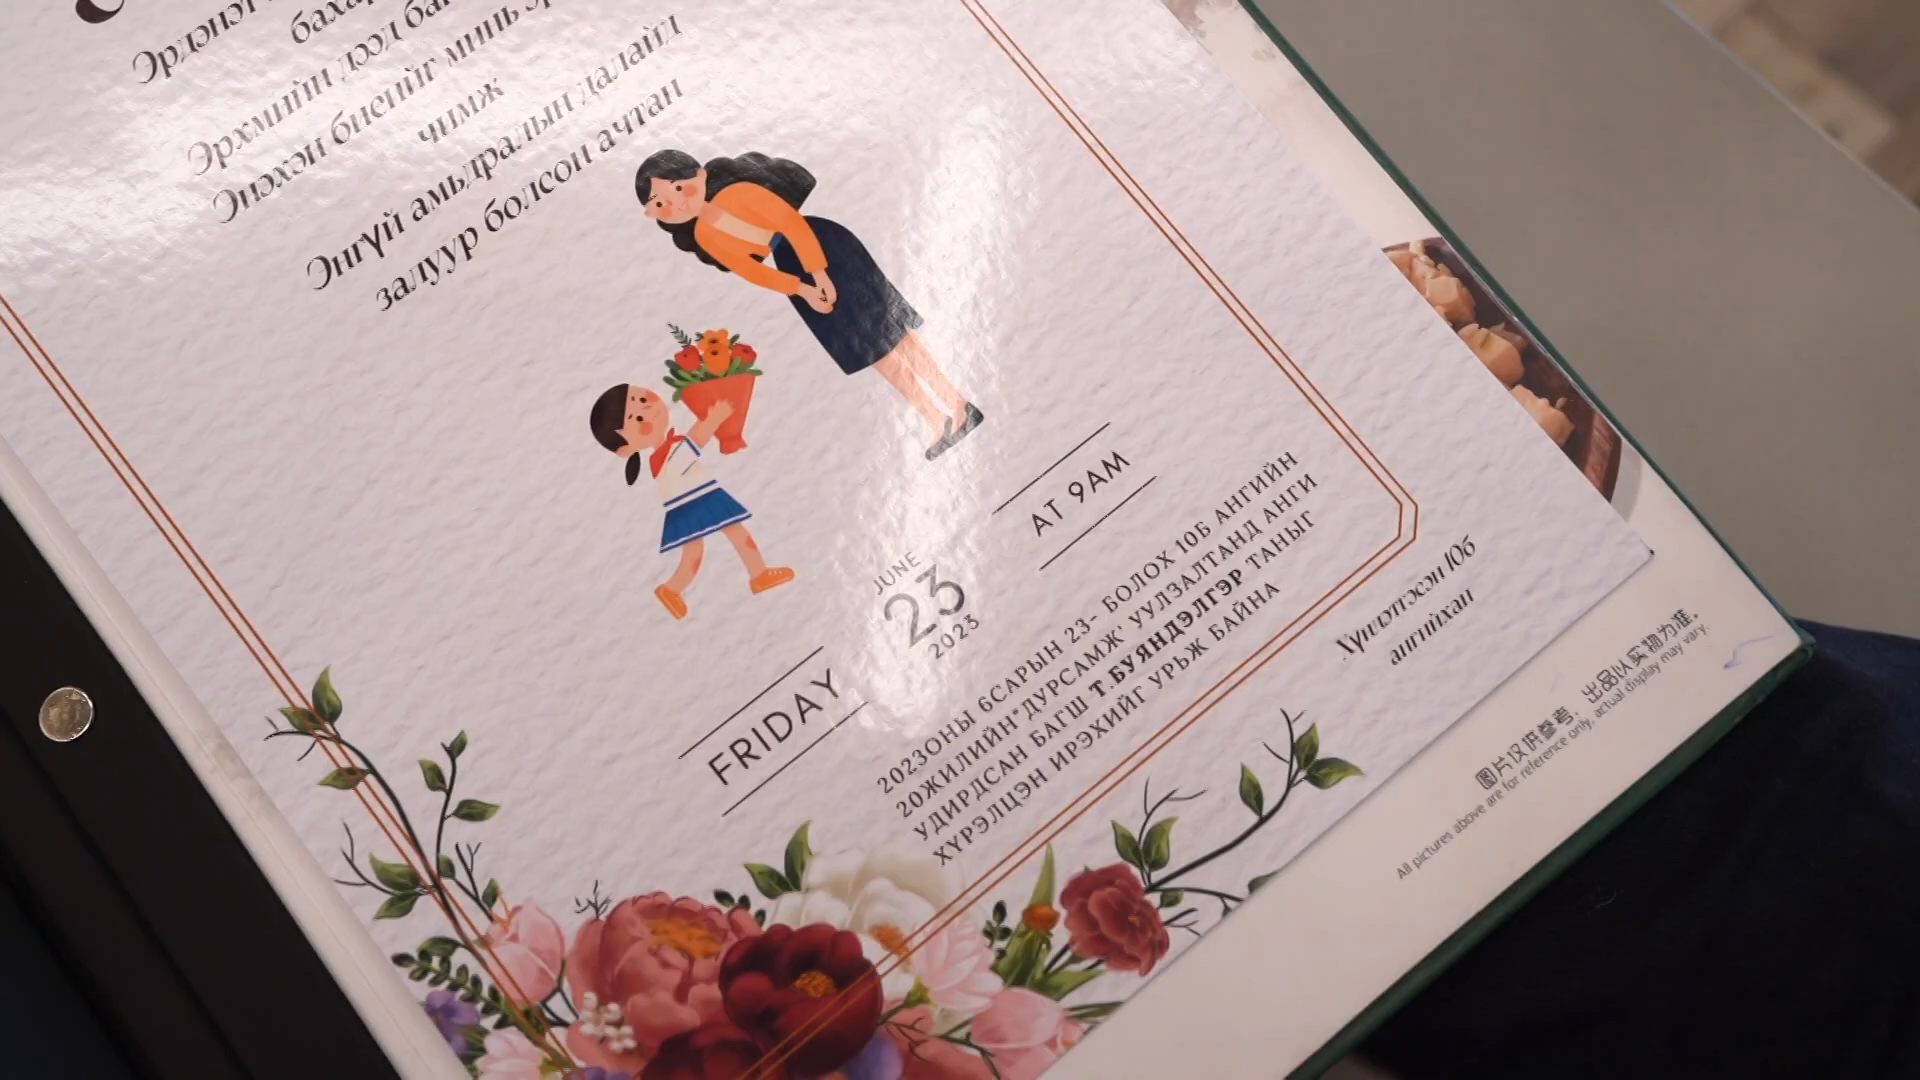 Эрдэнэт
Эрхмийн дээд
Энэхэн биеийг минь
чимж
Энгүй амьдралын далайд
залуур болсон ачтан
FRIDAY
JUNE
23
2023
AT 9AM
2023ОНЫ 6САРЫН 23- БОЛОХ 10Б АНГИЙН
20ЖИЛИЙН"ДУРСАМЖ' УУЛЗАЛТАНД АНГИ
УДИРДСАН БАГШ Т.БУЯНДЭЛГЭР ТАНЫГ
ХҮРЭЛЦЭН ИРЭХИЙГ УРЬЖ БАЙНА
Хүндэтгэсэн 10б
ангийхан
图片仅供参考，出品以实物为准。
All pictures above are for reference only, actual display may vary.